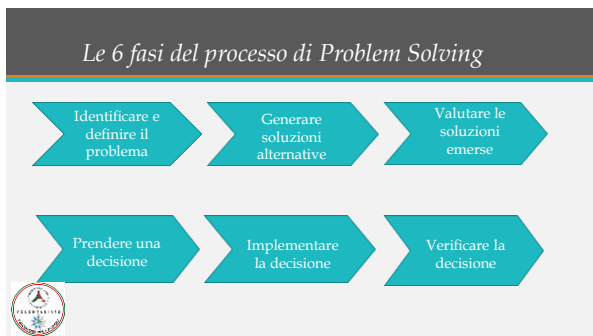 Le 6 fasi del processo di Problem Solving
Identificare e
definire il
problema
Generare
soluzioni
alternative
Valutare le
soluzioni
emerse
Prendere una
decisione
Implementare
la decisione
Verificare la
decisione